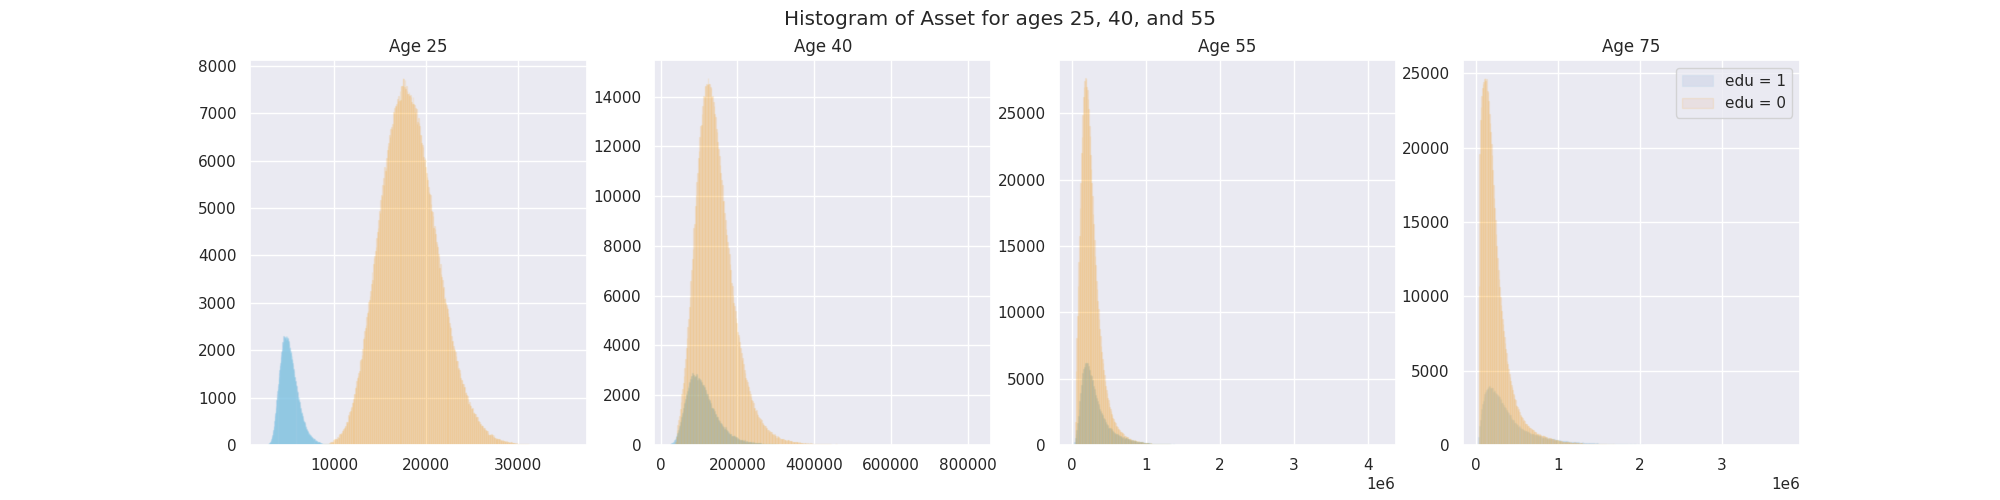 Histogram of Asset for ages 25, 40, and 55
Age 25
8000
7000
6000
5000
4000
3000
2000
1000
0
10000 20000 30000
Age 40
14000
12000
10000
8000
6000
4000
2000
0
0 200000 400000 600000 800000
Age 55
25000
20000
15000
10000
5000
0
0 1 2 3 4
1e6
Age 75
25000
20000
15000
10000
5000
0
0 1 2 3
1e6
edu = 1
edu = 0